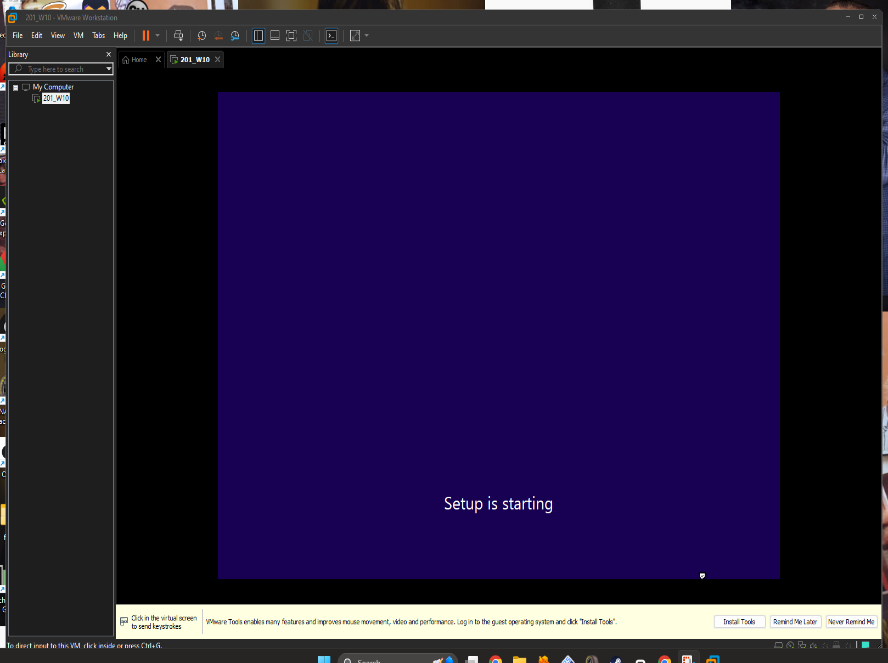 201_W10 - VMware Workstation
File Edit View VM Tabs Help
Library
Type here to search
Home
201_W10
My Computer
201_W10
Setup is starting
Click in the virtual screen
to send keystrokes
VMware Tools enables many features and improves mouse movement, video and performance. Log in to the guest operating system and click "Install Tools".
Install Tools
Remind Me Later
Never Remind Me
To direct input to this VM, click inside or press Ctrl+G.
Search